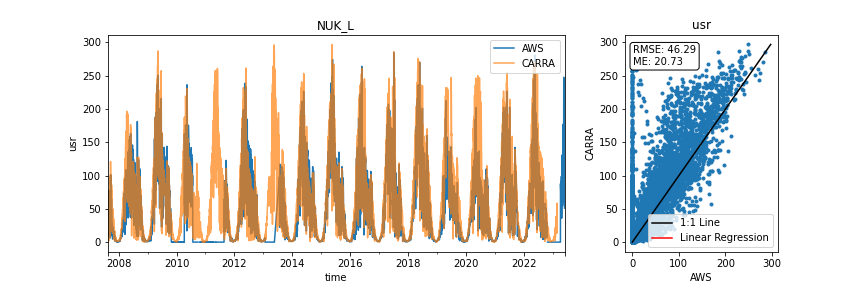 NUK_L
usr
300
250
200
150
100
50
0
2008
2010
2012
2014
2016
2018
2020
2022
time
usr
AWS
CARRA
usr
300
250
200
150
100
50
0
0
100
200
300
AWS
CARRA
RMSE: 46.29
ME: 20.73
1:1 Line
Linear Regression